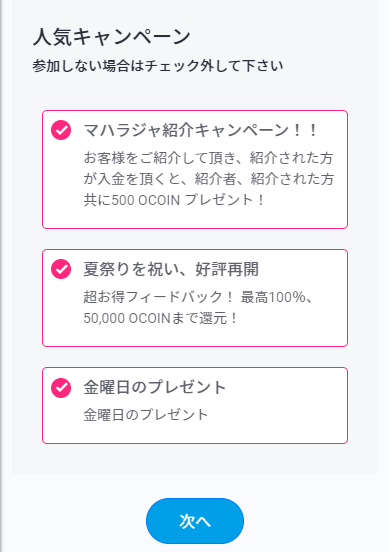 人気キャンペーン
参加しない場合はチェック外して下さい
マハラジャ紹介キャンペーン！！
お客様をご紹介して頂き、紹介された方
が入金を頂くと、紹介者、紹介された方
共に500 OCOIN プレゼント！
夏祭りを祝い、好評再開
超お得フィードバック！ 最高100%、
50,000 OCOINまで還元！
金曜日のプレゼント
金曜日のプレゼント
次へ